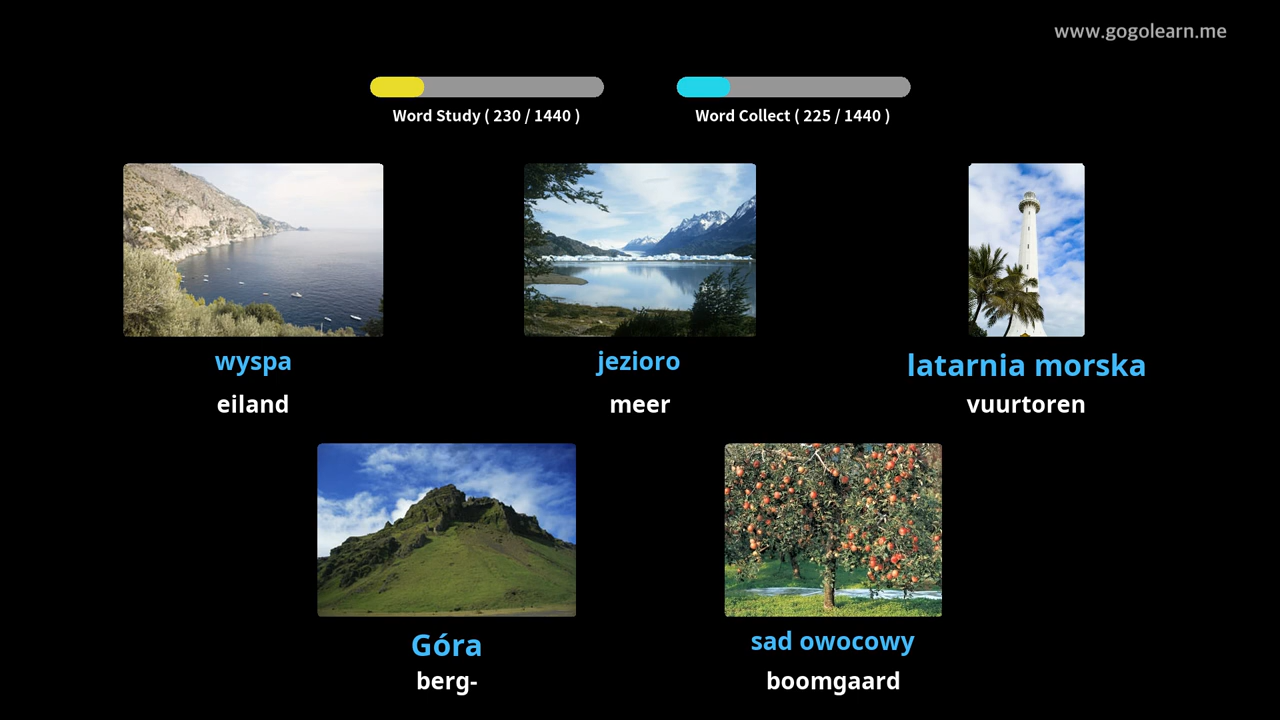 www.gogolearn.me
Word Study ( 230 / 1440 )
Word Collect ( 225 / 1440 )
wyspa
eiland
jezioro
meer
latarnia morska
vuurtoren
Góra
berg-
sad owocowy
boomgaard